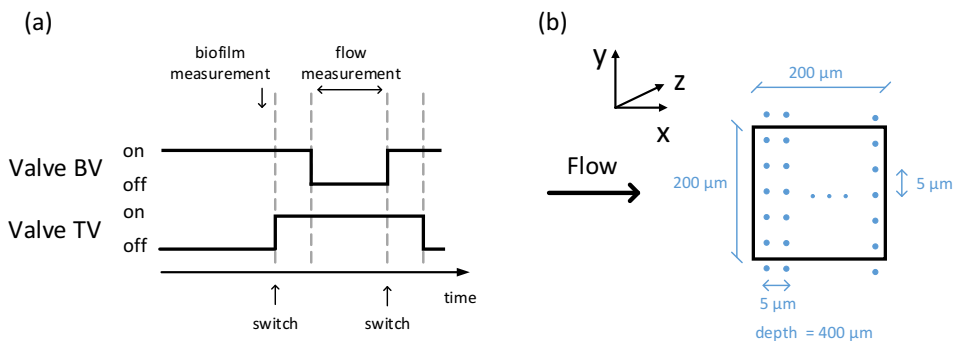 (a)
biofilm
measurement
flow
measurement
Valve BV
on
off
Valve TV
on
off
time
switch
switch
(b)
y
z
x
Flow
200 µm
200 µm
5 µm
5 µm
depth = 400 µm